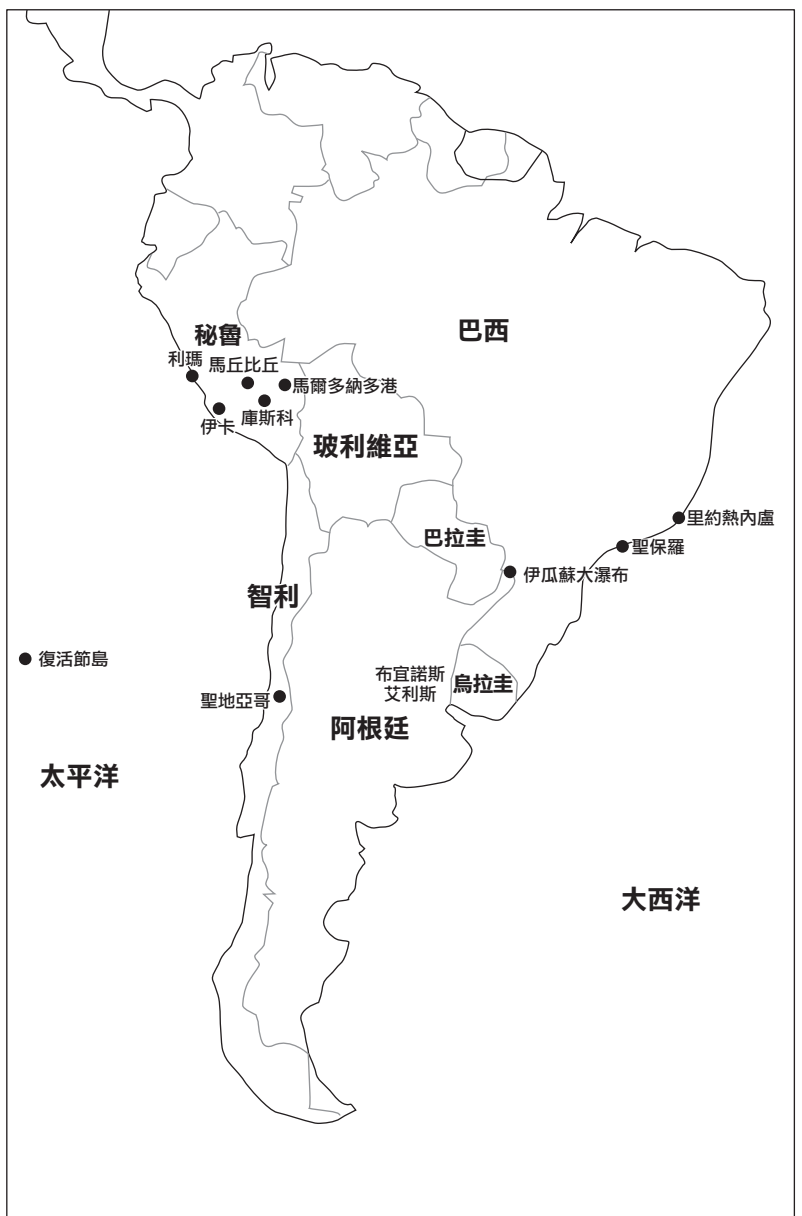 秘魯
巴西
利瑪
馬丘比丘
馬爾多納多港
伊卡
庫斯科
玻利維亞
里約熱內盧
巴拉圭
聖保羅
伊瓜蘇大瀑布
智利
復活節島
布宜諾斯
艾利斯
烏拉圭
聖地亞哥
阿根廷
太平洋
大西洋